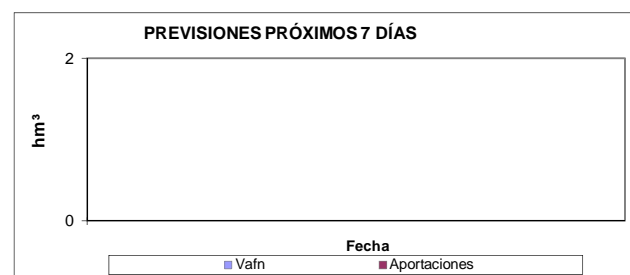 PREVISIONES PRÓXIMOS 7 DÍAS
2
hm³
0
Fecha
Vafn Aportaciones